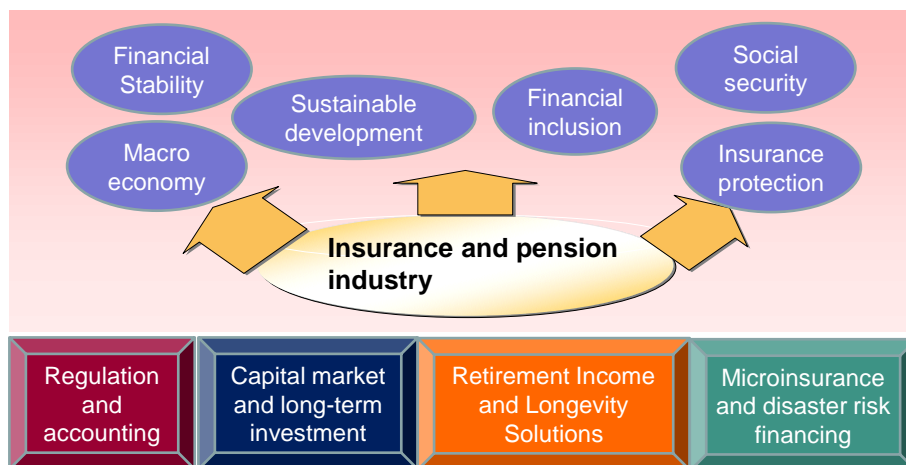 Financial
Stability
Sustainable
development
Financial
inclusion
Social
security
Macro
economy
Insurance
protection
Insurance and pension
industry
Regulation
and
accounting
Capital market
and long-term
investment
Retirement Income
and Longevity
Solutions
Microinsurance
and disaster risk
financing